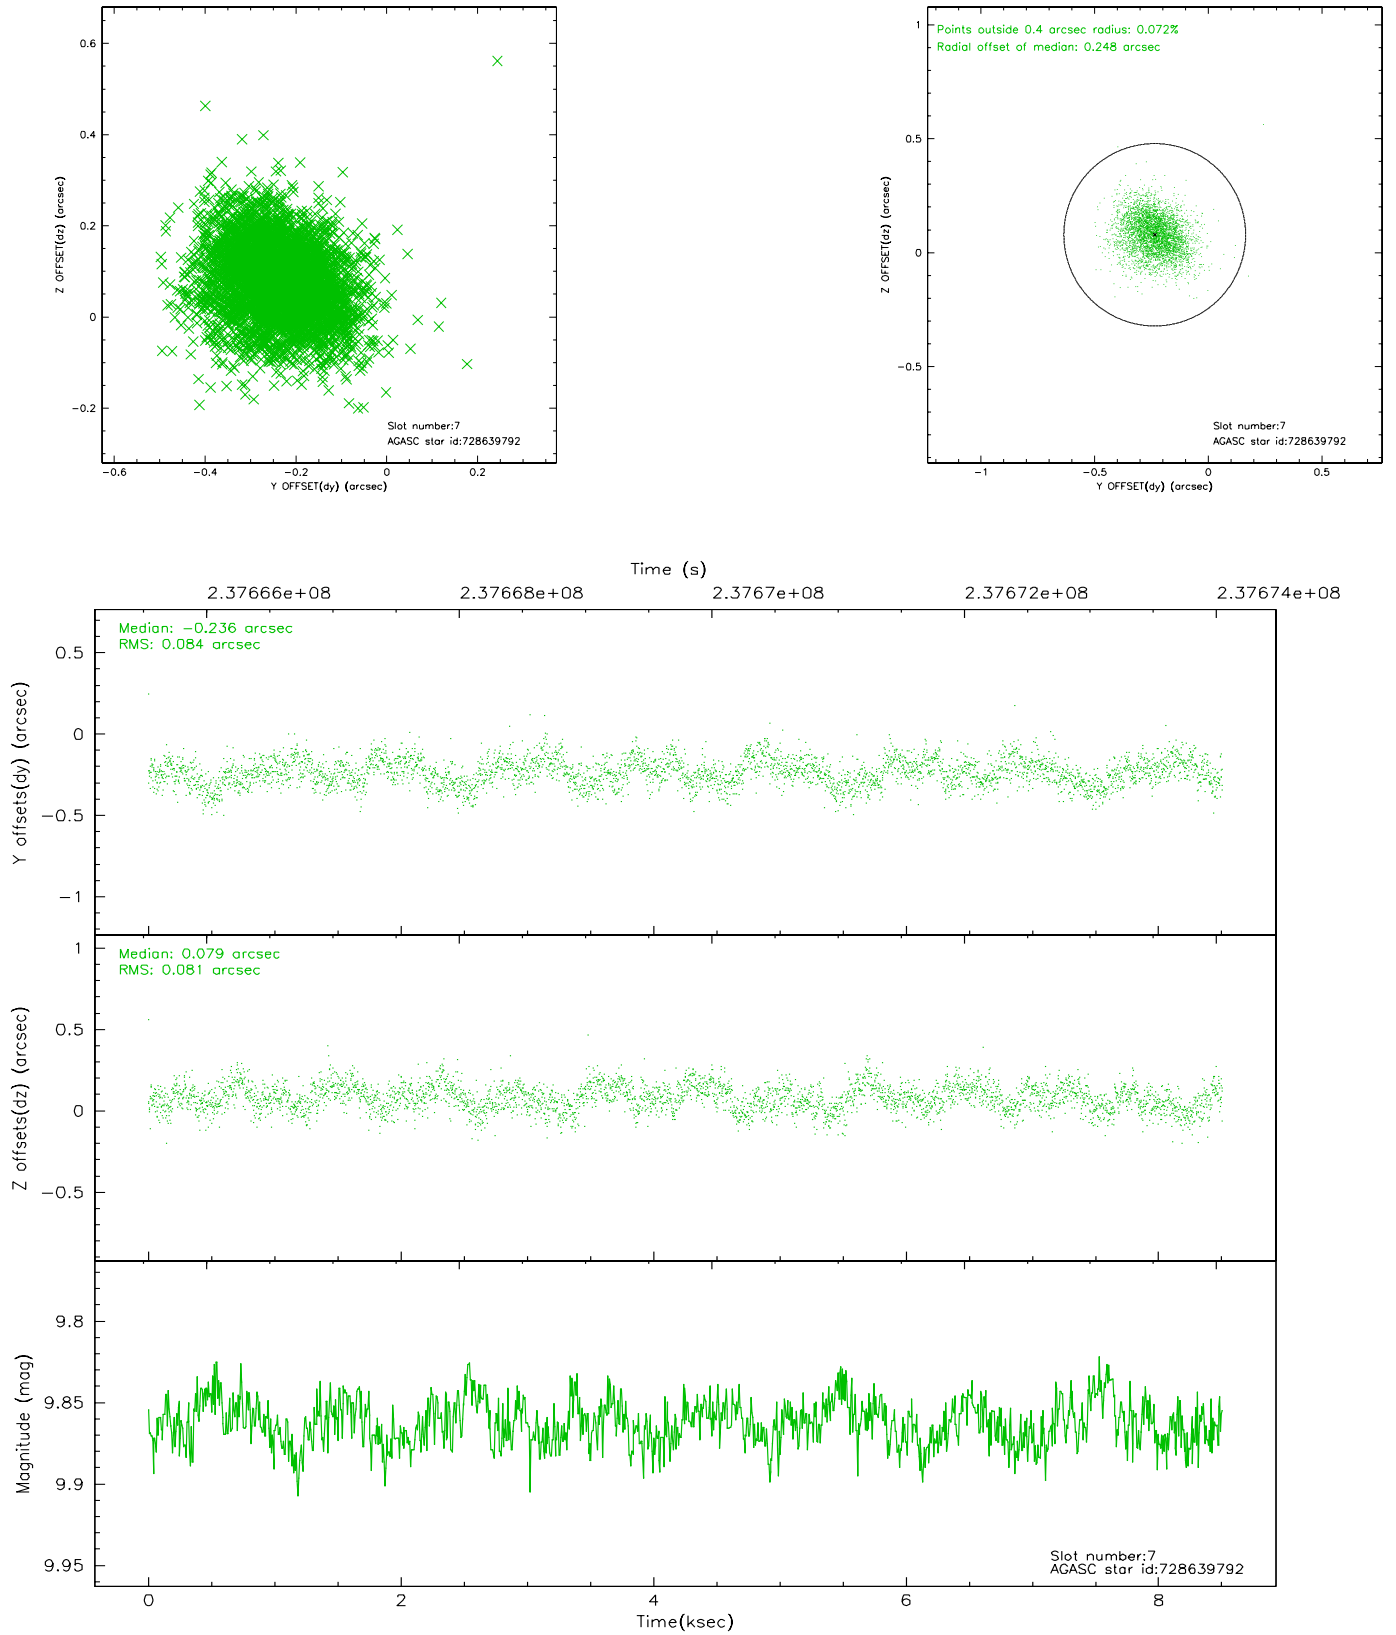 0.6
0.4
0.2
0
−0.2
Z OFFSET(dz) (arcsec)
Slot number:7
AGASC star id:728639792
−0.6
−0.4
−0.2
0
0.2
Y OFFSET(dy) (arcsec)
Points outside 0.4 arcsec radius: 0.072%
Radial offset of median: 0.248 arcsec
1
0.5
0
−0.5
Z OFFSET(dz) (arcsec)
Slot number:7
AGASC star id:728639792
−1
−0.5
0
0.5
Y OFFSET(dy) (arcsec)
Time (s)
2.37666e+08
2.37668e+08
2.3767e+08
2.37672e+08
2.37674e+08
Median: −0.236 arcsec
RMS: 0.084 arcsec
0.5
0
−0.5
−1
Y offsets(dy) (arcsec)
Median: 0.079 arcsec
RMS: 0.081 arcsec
1
0.5
0
−0.5
Z offsets(dz) (arcsec)
9.8
9.85
9.9
9.95
Magnitude (mag)
Slot number:7
AGASC star id:728639792
0
2
4
6
8
Time(ksec)